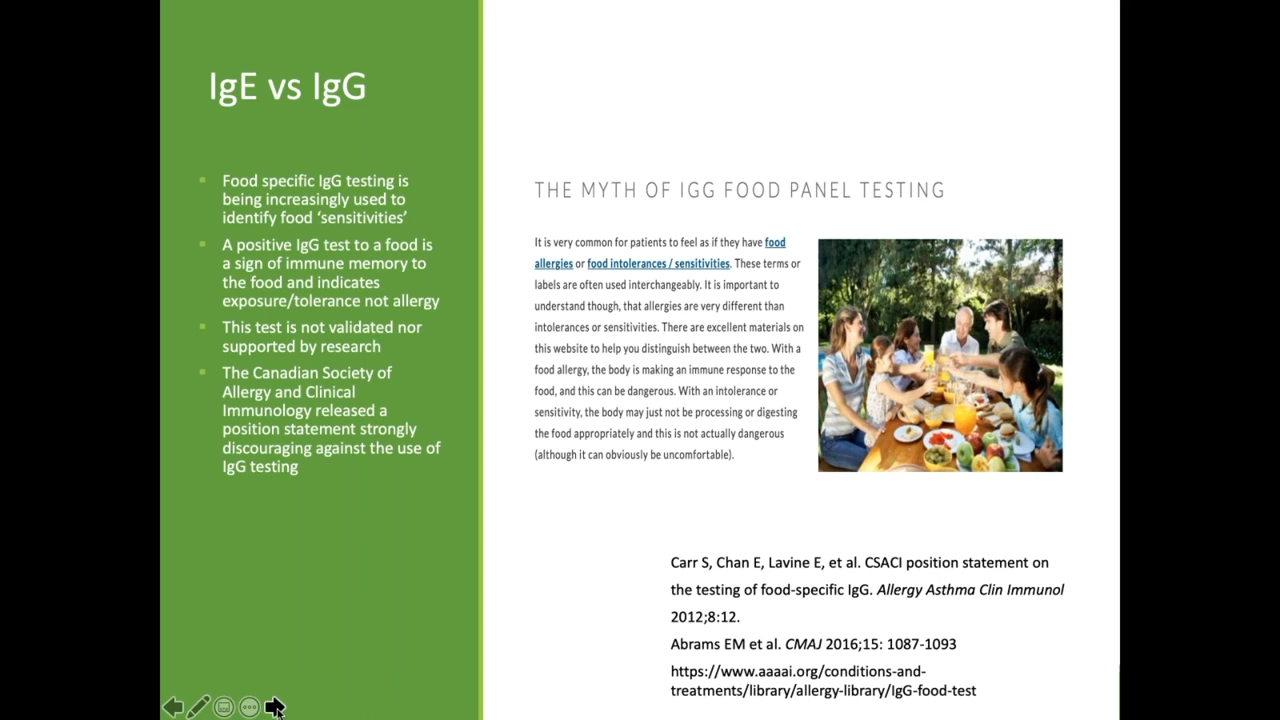 IgE vs IgG
Food specific IgG testing is
being increasingly used to
identify food ‘sensitivities’
A positive IgG test to a food is
a sign of immune memory to
the food and indicates
exposure/tolerance not allergy
This test is not validated nor
supported by research
The Canadian Society of
Allergy and Clinical
Immunology released a
position statement strongly
discouraging against the use of
IgG testing
THE MYTH OF IGG FOOD PANEL TESTING
It is very common for patients to feel as if they have food
allergies or food intolerances / sensitivities. These terms or
labels are often used interchangeably. It is important to
understand though, that allergies are very different than
intolerances or sensitivities. There are excellent materials on
this website to help you distinguish between the two. With a
food allergy, the body is making an immune response to the
food, and this can be dangerous. With an intolerance or
sensitivity, the body may just not be processing or digesting
the food appropriately and this is not actually dangerous
(although it can obviously be uncomfortable).
Carr S, Chan E, Lavine E, et al. CSACI position statement on
the testing of food-specific IgG. Allergy Asthma Clin Immunol
2012;8:12.
Abrams EM et al. CMAJ 2016;15: 1087-1093
https://www.aaaai.org/conditions-and-
treatments/library/allergy-library/IgG-food-test